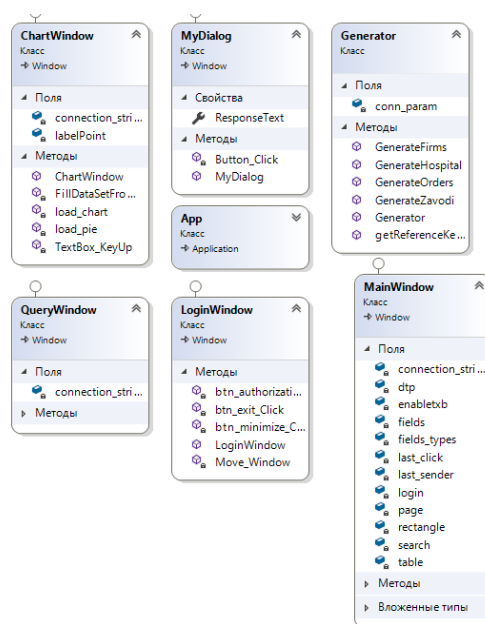 ChartWindow
Класс
→ Window
Поля
connection_stri...
labelPoint
Методы
ChartWindow
FillDataSetFro...
load_chart
load_pie
TextBox_KeyUp
MyDialog
Класс
→ Window
Свойства
ResponseText
Методы
Button_Click
MyDialog
Generator
Класс
Поля
conn_param
Методы
GenerateFirms
GenerateHospital
GenerateOrders
GenerateZavodi
Generator
getReferenceKe...
App
Класс
→ Application
QueryWindow
Класс
→ Window
Поля
connection_stri...
Методы
LoginWindow
Класс
→ Window
Методы
btn_authorizati...
btn_exit_Click
btn_minimize_C...
LoginWindow
Move_Window
MainWindow
Класс
→ Window
Поля
connection_stri...
dtp
enabletxb
fields
fields_types
last_click
last_sender
login
page
rectangle
search
table
Методы
Вложенные типы